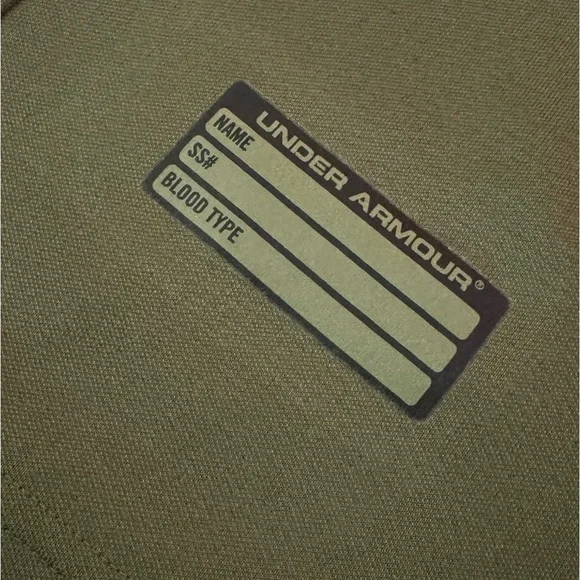 UNDER ARMOUR®
NAME
SS#
BLOOD TYPE